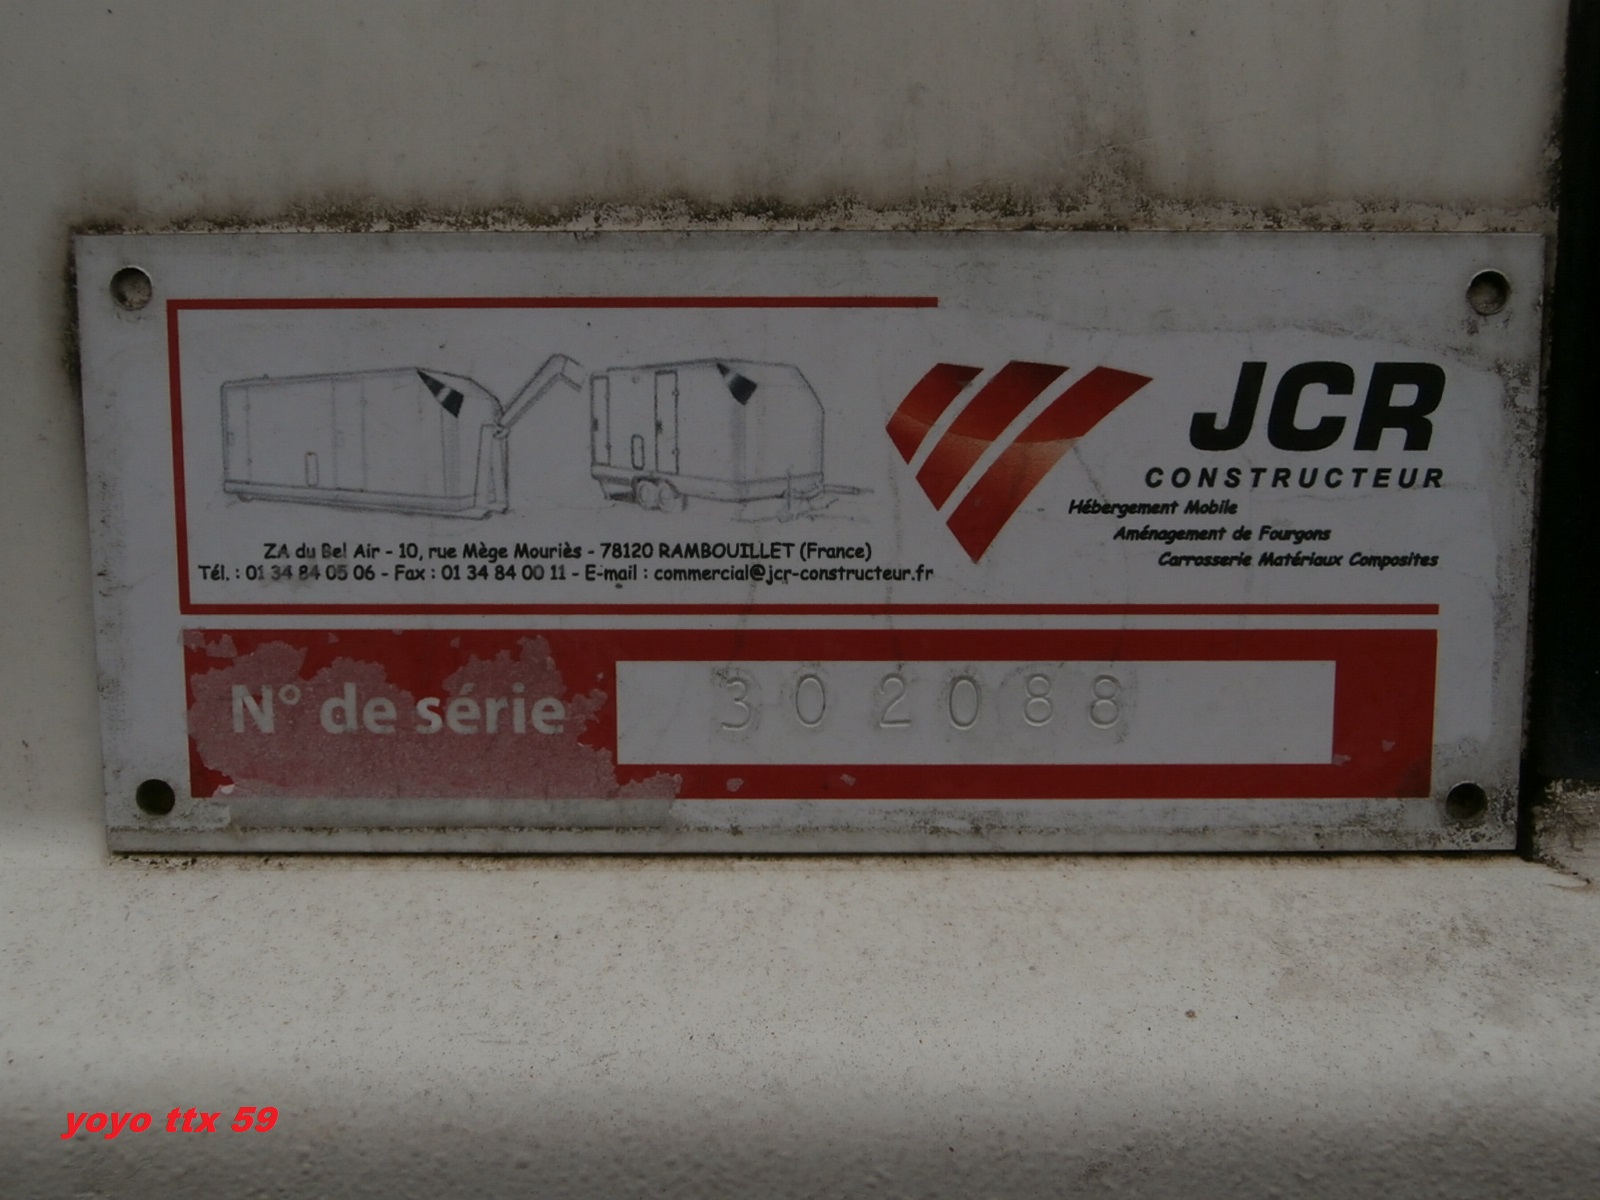 JCR
CONSTRUCTEUR
Hébergement Mobile
Aménagement de Fourgons
Carrosserie Matériaux Composites
ZA du Bel Air - 10, rue Mège Mouriès - 78120 RAMBOUILLET (France)
Tél. : 01 34 84 05 06 - Fax : 01 34 84 00 11 - E-mail : commercial@jcr-constructeur.fr
N° de série 302088
yoyo ttx 59